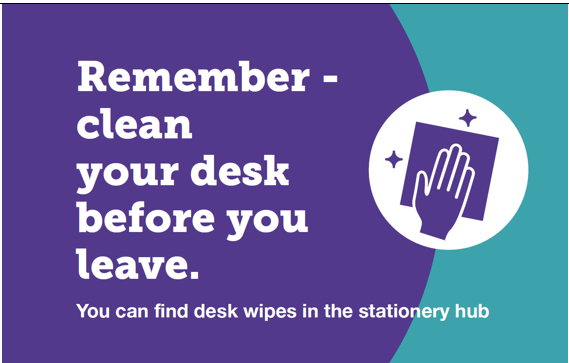 Remember -
clean
your desk
before you
leave.
You can find desk wipes in the stationery hub